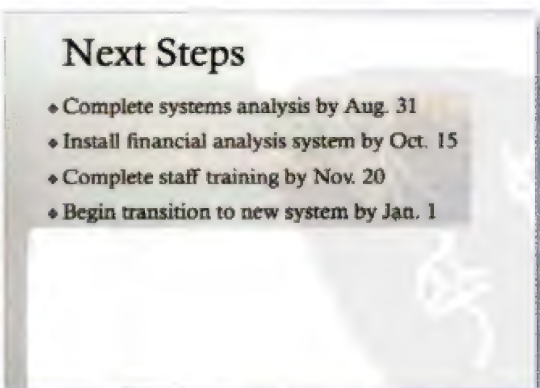 Next Steps
◆ Complete systems analysis by Aug. 31
◆ Install financial analysis system by Oct. 15
◆ Complete staff training by Nov. 20
◆ Begin transition to new system by Jan. 1